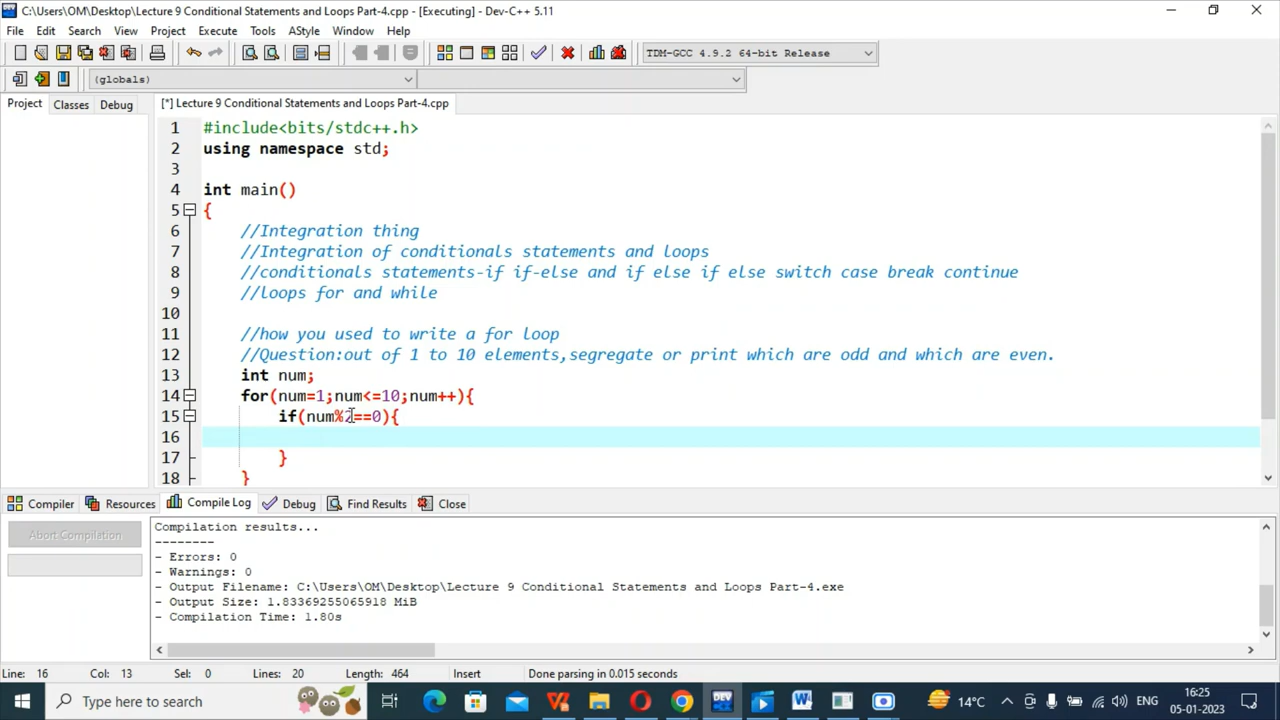 C:\Users\OM\Desktop\Lecture 9 Conditional Statements and Loops Part-4.cpp - [Executing] - Dev-C++ 5.11
File Edit Search View Project Execute Tools AStyle Window Help
TDM-GCC 4.9.2 64-bit Release
(globals)
Project Classes Debug
[*] Lecture 9 Conditional Statements and Loops Part-4.cpp
1 #include<bits/stdc++.h>
2 using namespace std;
3
4 int main()
5 {
6 //Integration thing
7 //Integration of conditionals statements and loops
8 //conditionals statements-if if-else and if else if else switch case break continue
9 //loops for and while
10
11 //how you used to write a for loop
12 //Question:out of 1 to 10 elements,segregate or print which are odd and which are even.
13 int num;
14 for(num=1;num<=10;num++){
15 if(num%2==0){
16
17 }
18 }
Compiler Resources Compile Log Debug Find Results Close
Abort Compilation
Compilation results...
--------
- Errors: 0
- Warnings: 0
- Output Filename: C:\Users\OM\Desktop\Lecture 9 Conditional Statements and Loops Part-4.exe
- Output Size: 1.83369255065918 MiB
- Compilation Time: 1.80s
Line: 16 Col: 13 Sel: 0 Lines: 20 Length: 464 Insert Done parsing in 0.015 seconds
Type here to search
14°C
ENG
16:25
05-01-2023